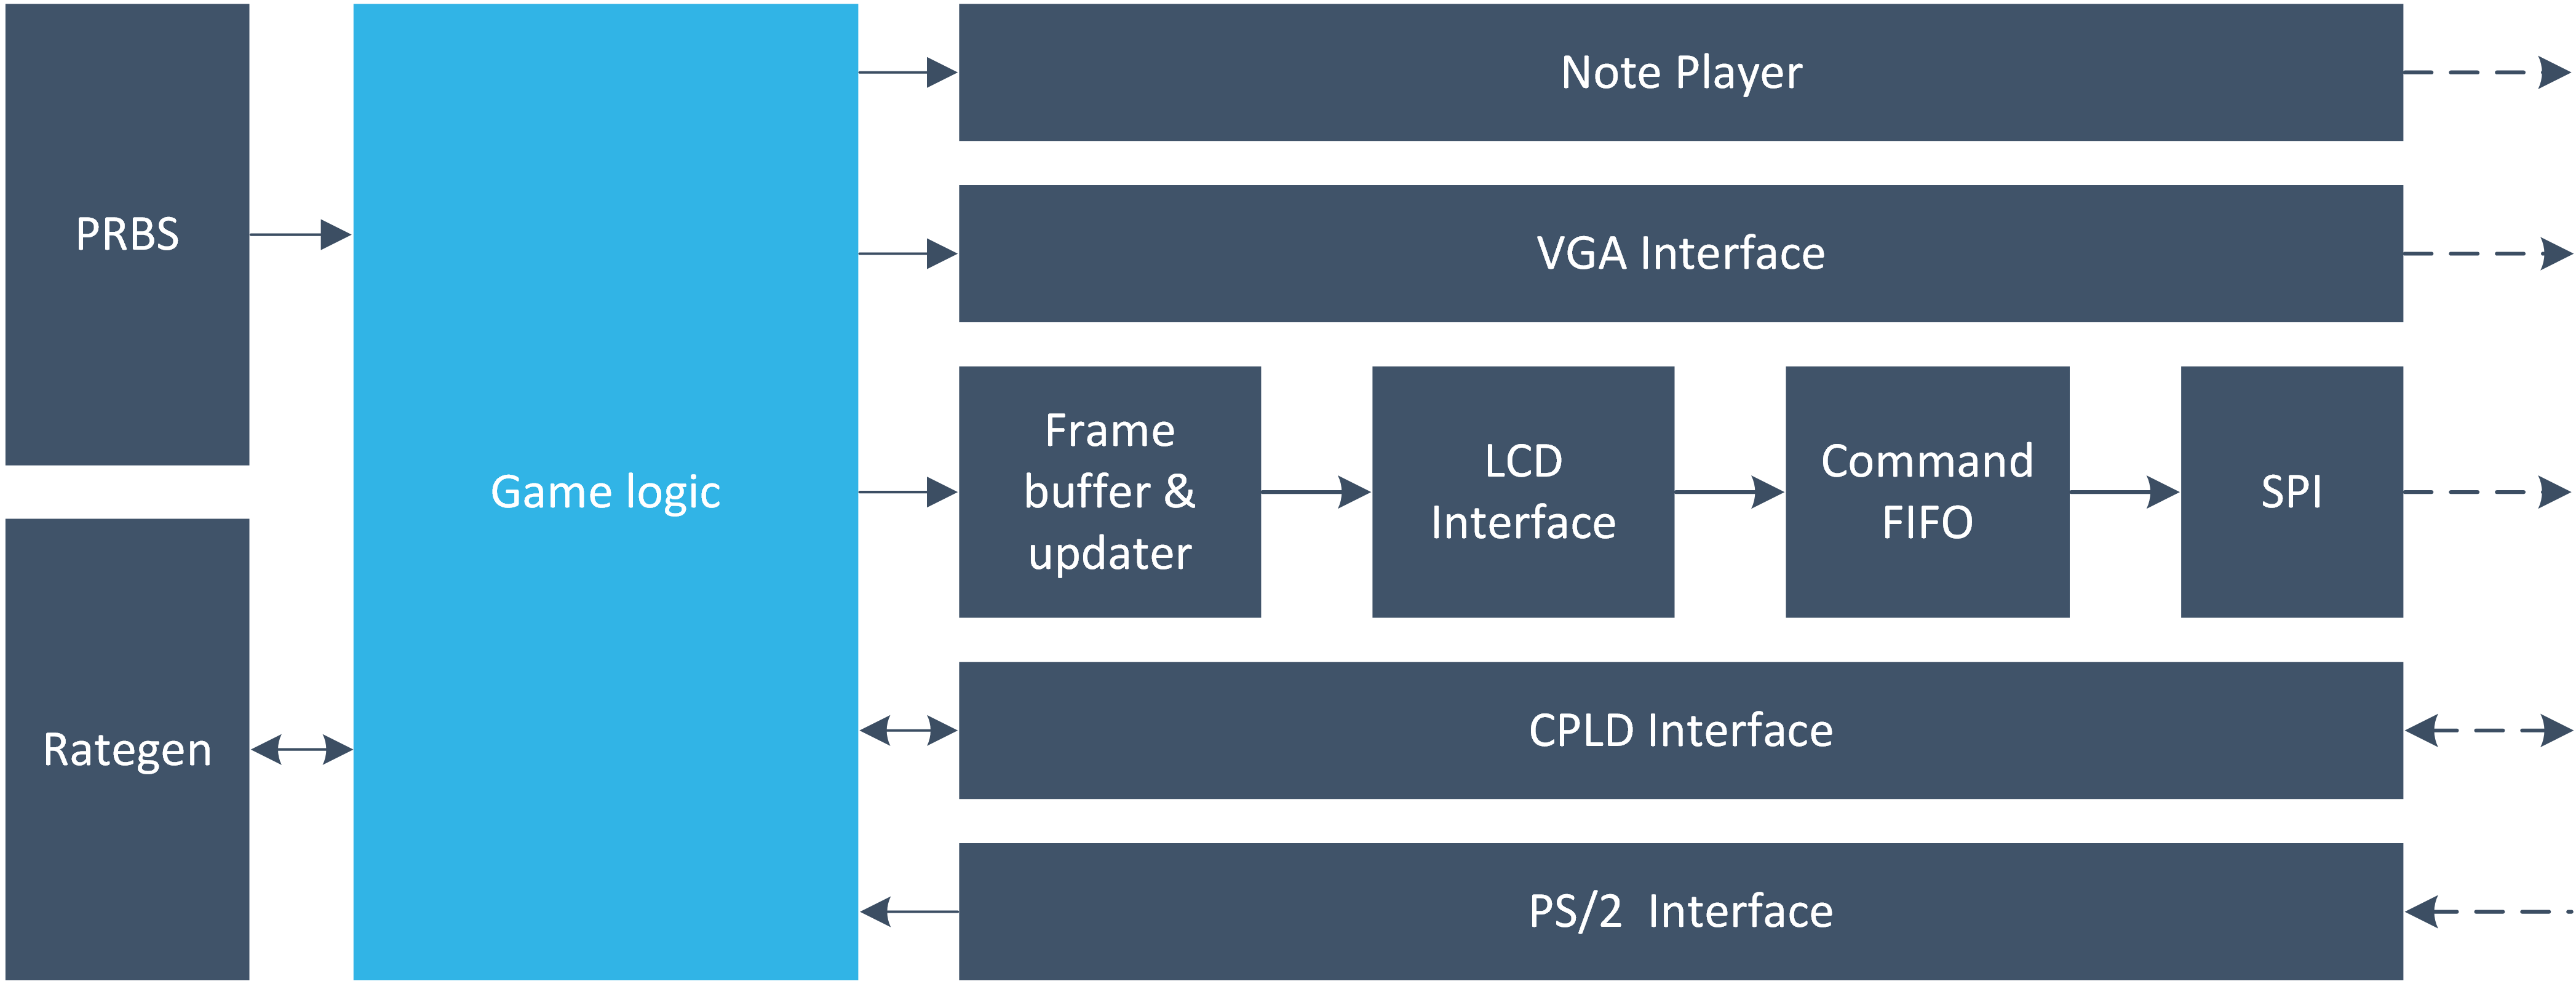 PRBS
Rategen
Game logic
Note Player
VGA Interface
Frame
buffer &
updater
LCD
Interface
Command
FIFO
SPI
CPLD Interface
PS/2  Interface